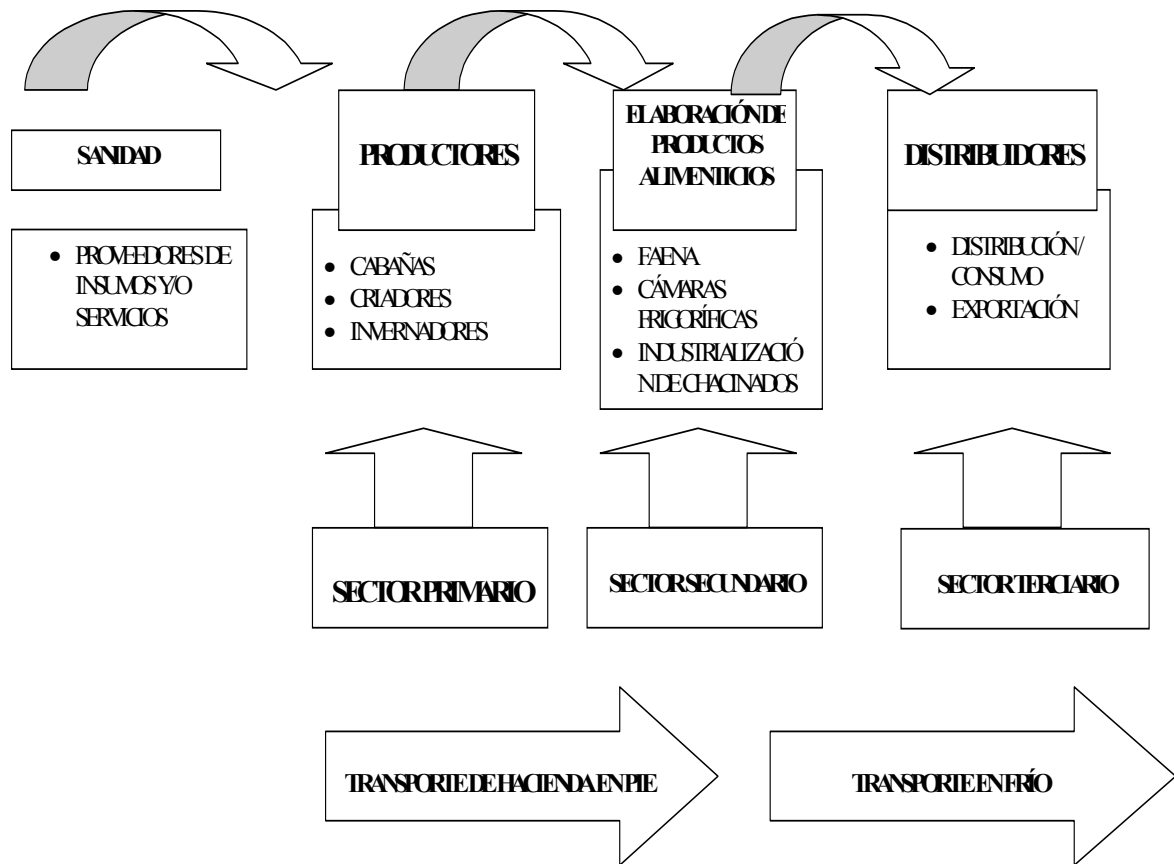 SANIDAD
• PROVEEDORES DE
INSUMOS Y/O
SERVICIOS
PRODUCTORES
• CABAÑAS
• CRIADORES
• INVERNADORES
ELABORACIÓN DE
PRODUCTOS
ALIMENTICIOS
• FAENA
• CÁMARAS
FRIGORÍFICAS
• INDUSTRIALIZACIÓ
N DE CHACINADOS
DISTRIBUIDORES
• DISTRIBUCIÓN/
CONSUMO
• EXPORTACIÓN
SECTOR PRIMARIO
SECTOR SECUNDARIO
SECTOR TERCIARIO
TRANSPORTE DE HACIENDA EN PIE
TRANSPORTE EN FRÍO